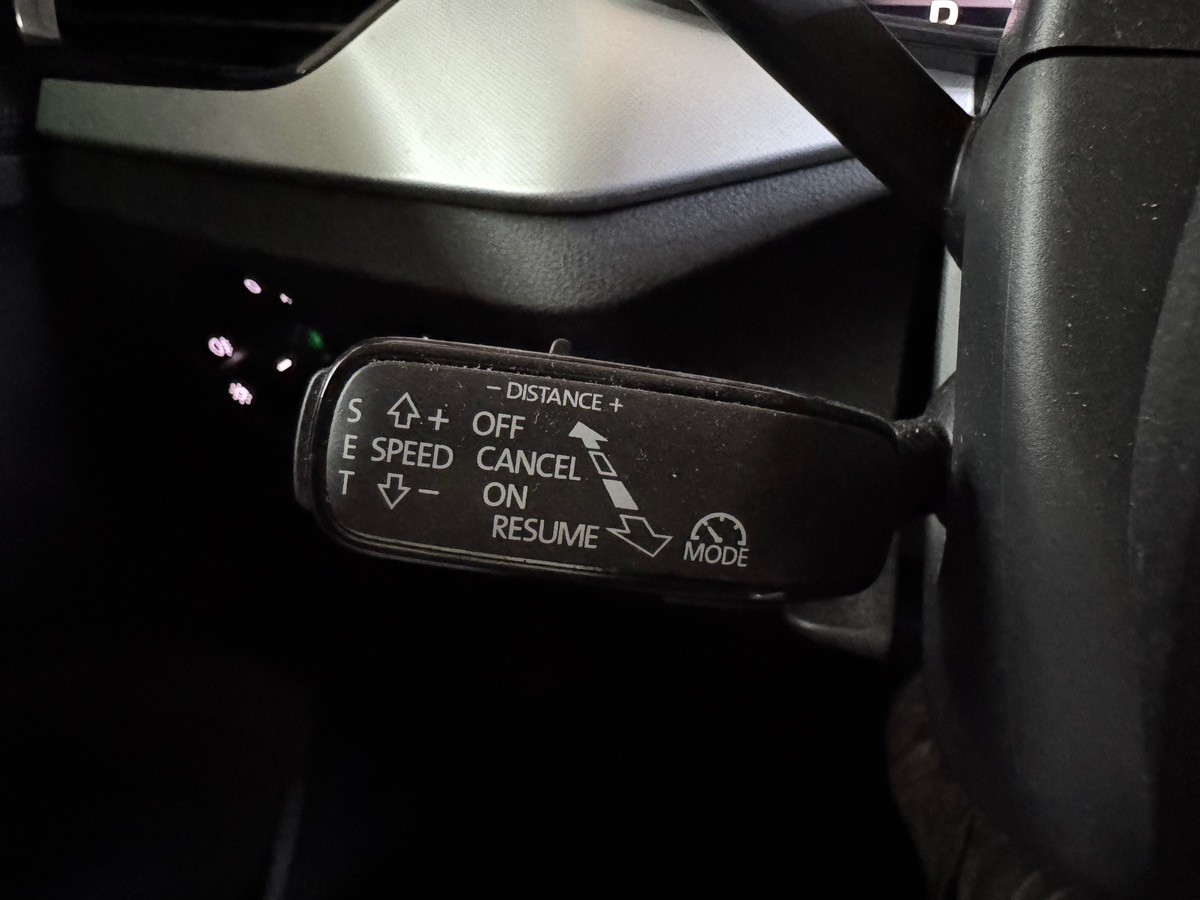 P
- DISTANCE +
S + OFF
E SPEED CANCEL
T - ON
RESUME
MODE